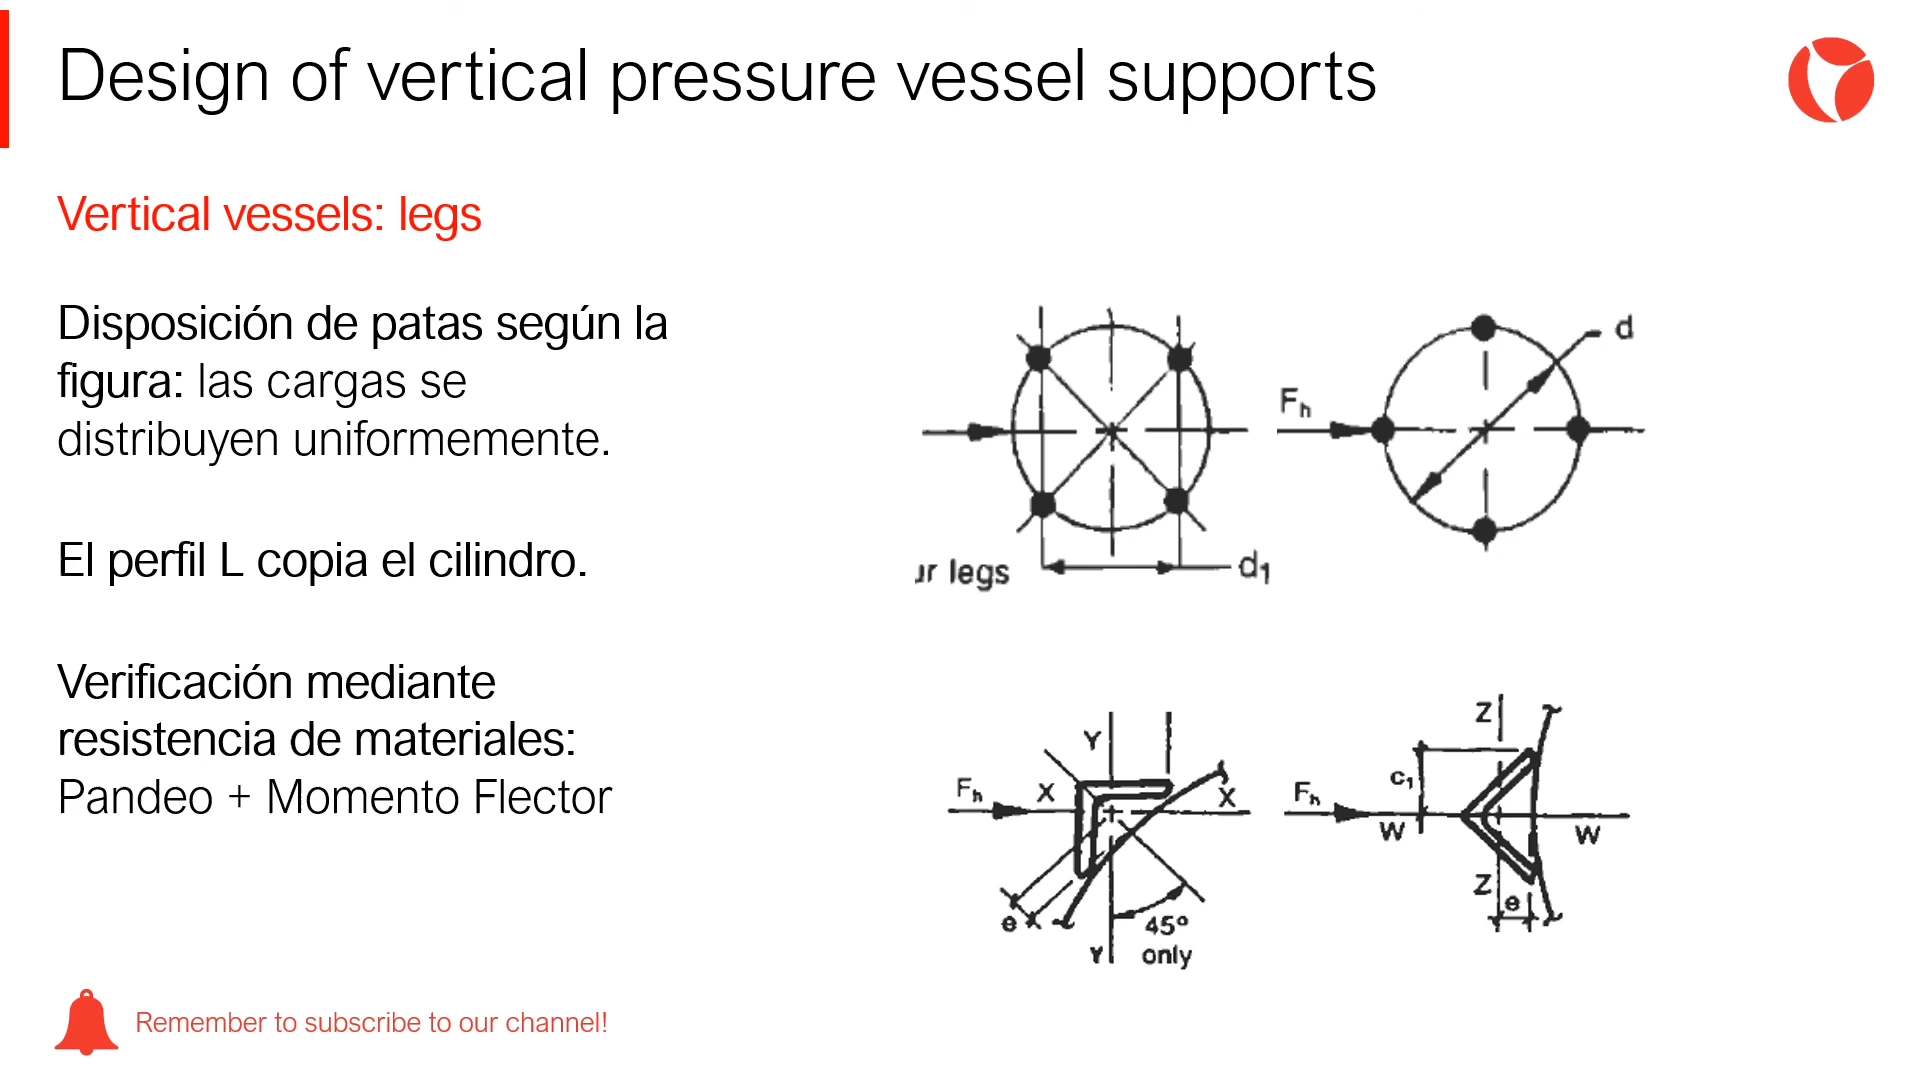 Design of vertical pressure vessel supports
Vertical vessels: legs
Disposición de patas según la
figura: las cargas se
distribuyen uniformemente.
El perfil L copia el cilindro.
Verificación mediante
resistencia de materiales:
Pandeo + Momento Flector
d
Fh
ur legs
d1
Y
Fh
X
X
e
45°
Y
only
Z
c1
Fh
W
W
Z
e
Remember to subscribe to our channel!